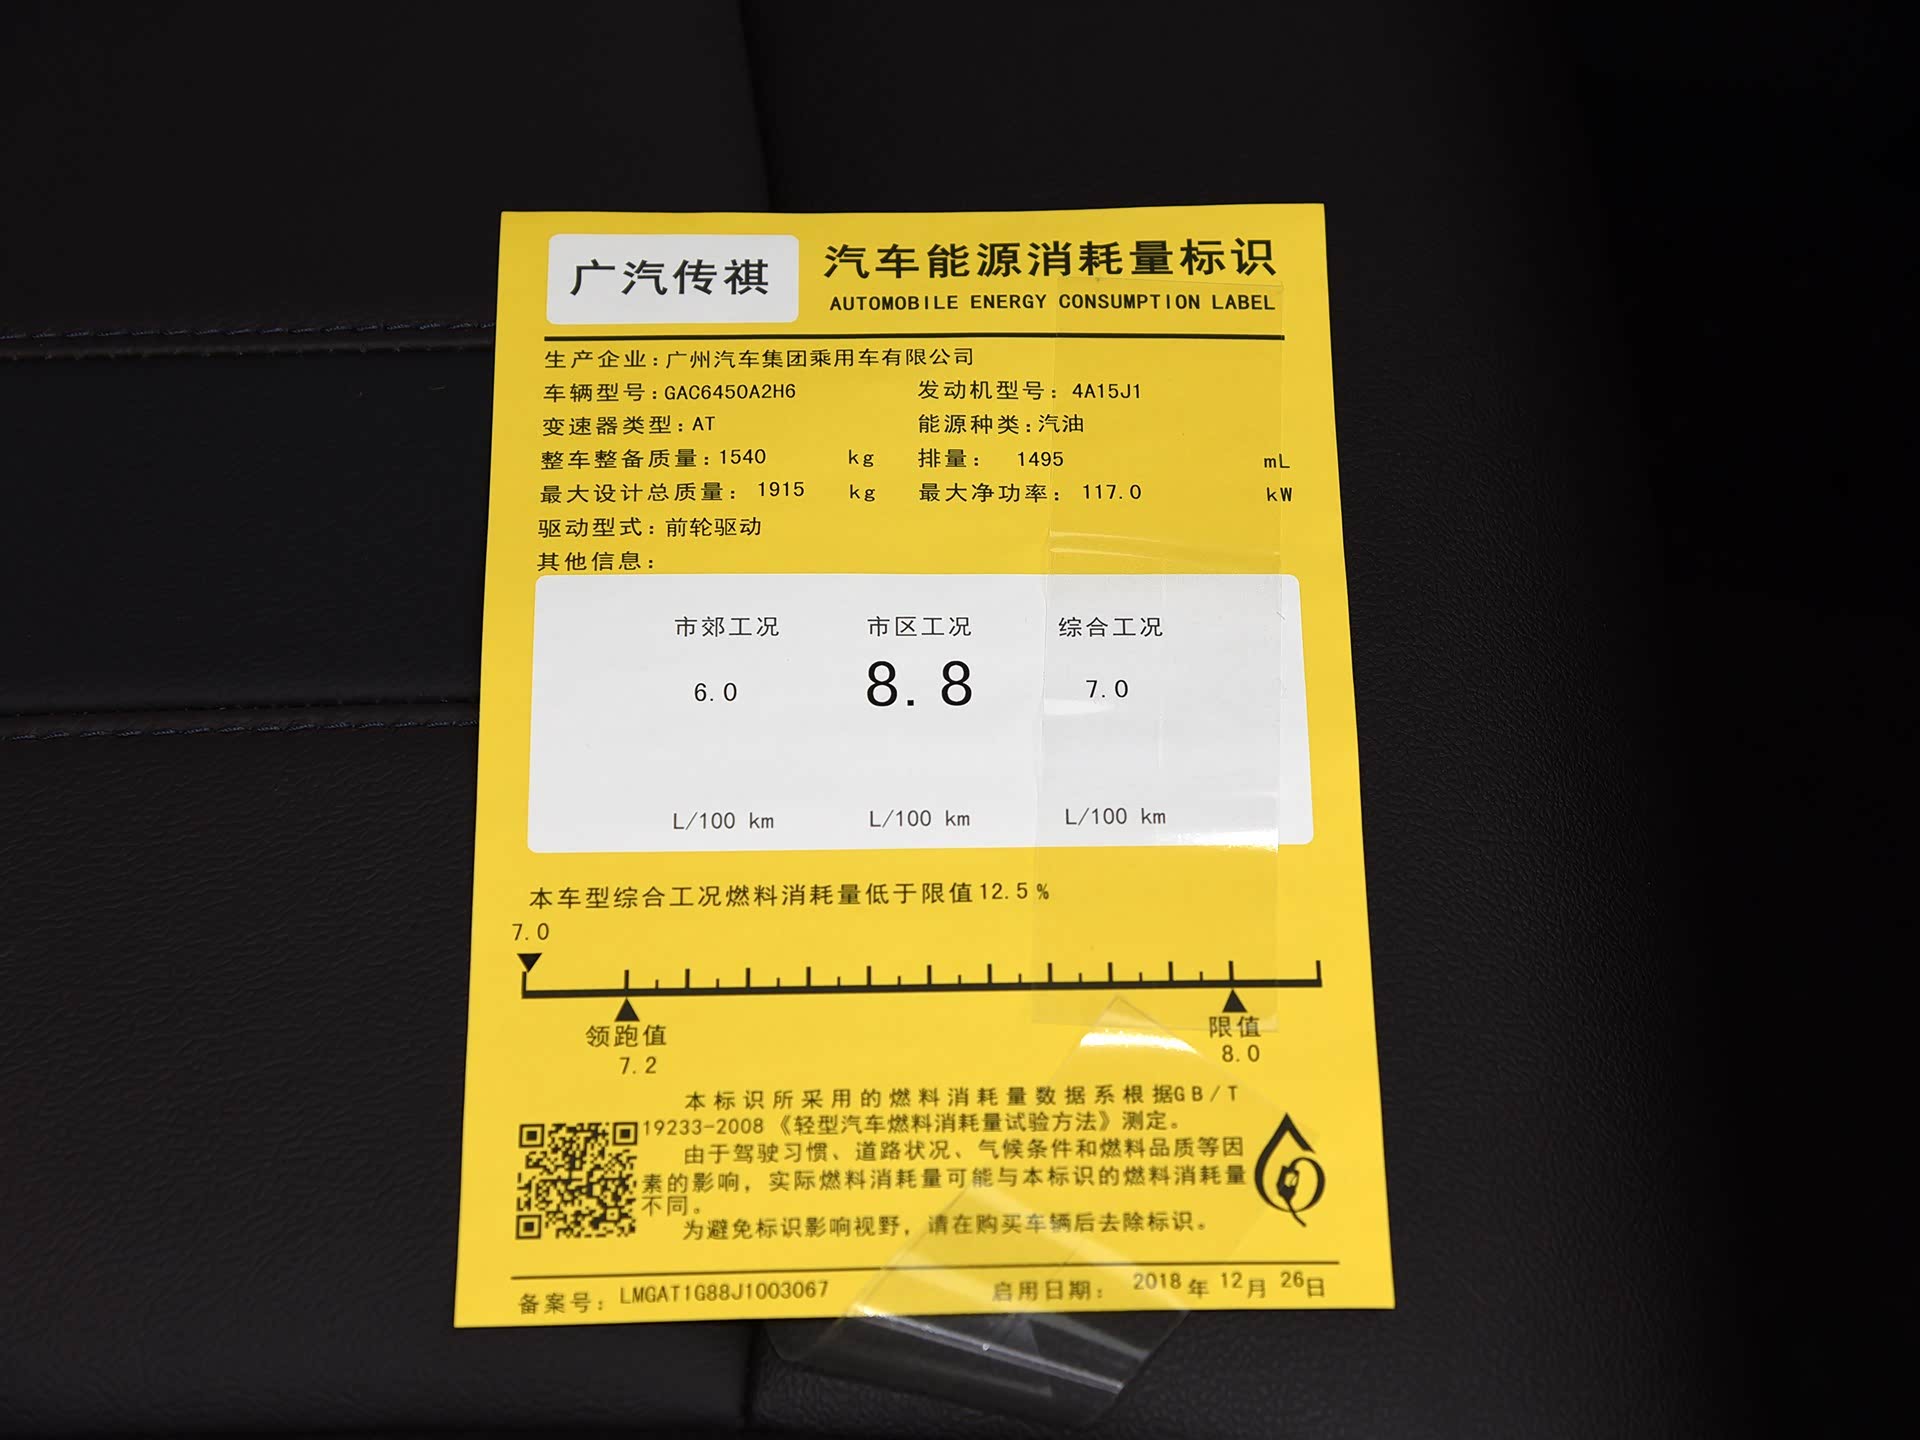 广汽传祺
汽车能源消耗量标识
AUTOMOBILE ENERGY CONSUMPTION LABEL
生产企业:广州汽车集团乘用车有限公司
车辆型号:GAC6450A2H6 发动机型号: 4A15J1
变速器类型:AT 能源种类:汽油
整车整备质量:1540 kg 排量: 1495 mL
最大设计总质量: 1915 kg 最大净功率: 117.0 kW
驱动型式:前轮驱动
其他信息:
市郊工况 市区工况 综合工况
6.0 8.8 7.0
L/100 km L/100 km L/100 km
本车型综合工况燃料消耗量低于限值12.5%
7.0
领跑值 限值
7.2 8.0
本标识所采用的燃料消耗量数据系根据GB/T
19233-2008《轻型汽车燃料消耗量试验方法》测定。
由于驾驶习惯、道路状况、气候条件和燃料品质等因
素的影响，实际燃料消耗量可能与本标识的燃料消耗量
不同。
为避免标识影响视野，请在购买车辆后去除标识。
备案号: LMGAT1G88J1003067 启用日期: 2018年12月26日